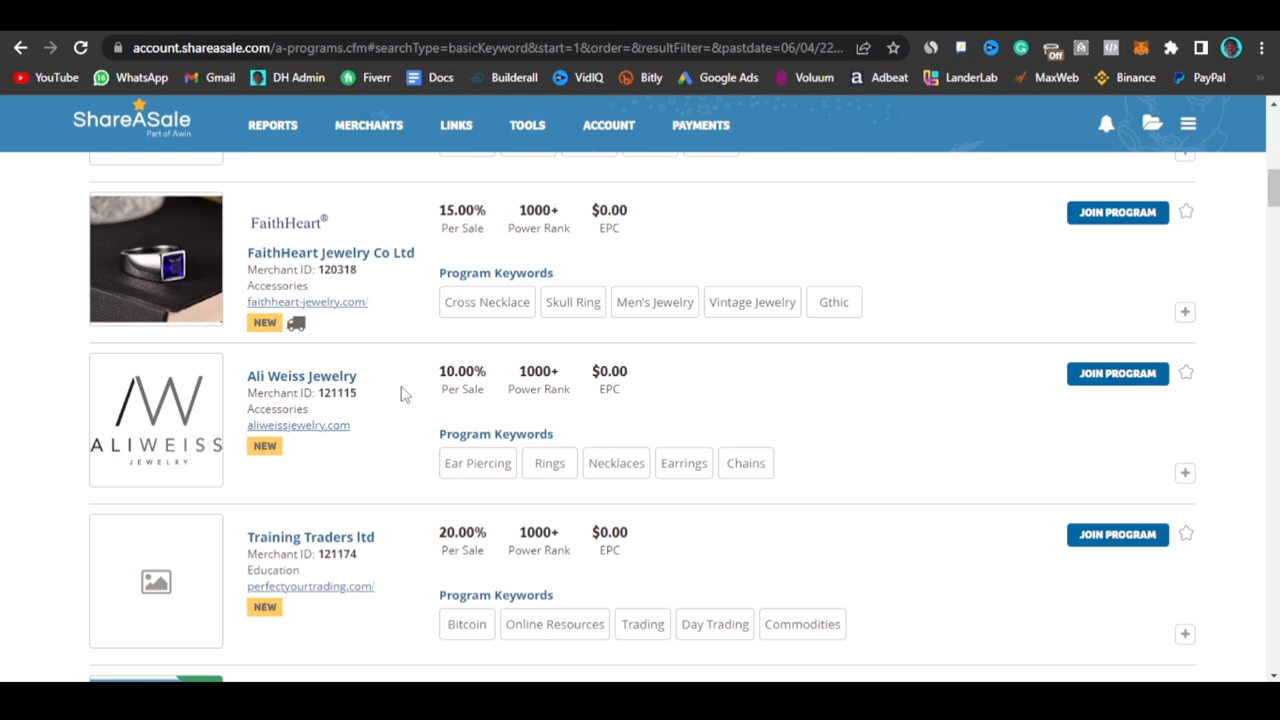 account.shareasale.com/a-programs.cfm#searchType=basicKeyword&start=1&order=&resultFilter=&pastdate=06/04/22...
Off
YouTube WhatsApp Gmail DH Admin Fiverr Docs Builderall VidIQ Bitly Google Ads Voluum Adbeat LanderLab MaxWeb Binance PayPal »
ShareASale
Part of Awin
REPORTS MERCHANTS LINKS TOOLS ACCOUNT PAYMENTS
FaithHeart®
FaithHeart Jewelry Co Ltd
Merchant ID: 120318
Accessories
faithheart-jewelry.com/
NEW
15.00% 1000+ $0.00
Per Sale Power Rank EPC
Program Keywords
Cross Necklace Skull Ring Men's Jewelry Vintage Jewelry Gthic
JOIN PROGRAM
+
ALIWEISS
JEWELRY
Ali Weiss Jewelry
Merchant ID: 121115
Accessories
aliweissjewelry.com
NEW
10.00% 1000+ $0.00
Per Sale Power Rank EPC
Program Keywords
Ear Piercing Rings Necklaces Earrings Chains
JOIN PROGRAM
+
Training Traders ltd
Merchant ID: 121174
Education
perfectyourtrading.com/
NEW
20.00% 1000+ $0.00
Per Sale Power Rank EPC
Program Keywords
Bitcoin Online Resources Trading Day Trading Commodities
JOIN PROGRAM
+